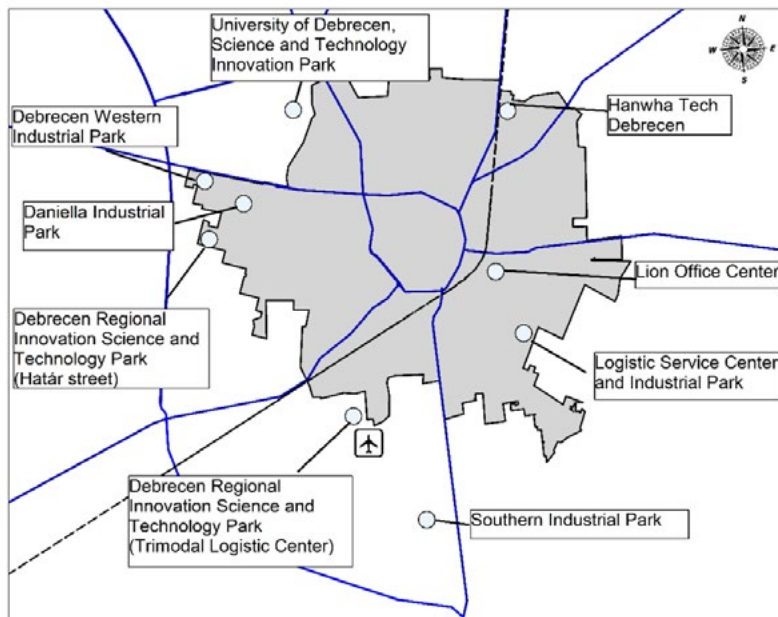 University of Debrecen,
Science and Technology
Innovation Park
N
W
E
S
Debrecen Western
Industrial Park
Hanwha Tech
Debrecen
Daniella Industrial
Park
Lion Office Center
Debrecen Regional
Innovation Science and
Technology Park
(Határ street)
Logistic Service Center
and Industrial Park
Debrecen Regional
Innovation Science and
Technology Park
(Trimodal Logistic Center)
Southern Industrial Park